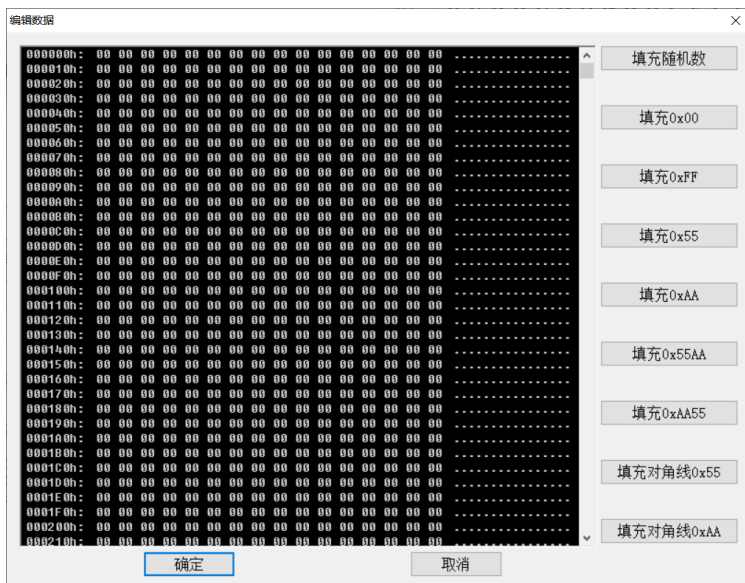 编辑数据
000000h: 00 00 00 00 00 00 00 00 00 00 00 00 00 00 00 00 ................
000010h: 00 00 00 00 00 00 00 00 00 00 00 00 00 00 00 00 ................
000020h: 00 00 00 00 00 00 00 00 00 00 00 00 00 00 00 00 ................
000030h: 00 00 00 00 00 00 00 00 00 00 00 00 00 00 00 00 ................
000040h: 00 00 00 00 00 00 00 00 00 00 00 00 00 00 00 00 ................
000050h: 00 00 00 00 00 00 00 00 00 00 00 00 00 00 00 00 ................
000060h: 00 00 00 00 00 00 00 00 00 00 00 00 00 00 00 00 ................
000070h: 00 00 00 00 00 00 00 00 00 00 00 00 00 00 00 00 ................
000080h: 00 00 00 00 00 00 00 00 00 00 00 00 00 00 00 00 ................
000090h: 00 00 00 00 00 00 00 00 00 00 00 00 00 00 00 00 ................
0000A0h: 00 00 00 00 00 00 00 00 00 00 00 00 00 00 00 00 ................
0000B0h: 00 00 00 00 00 00 00 00 00 00 00 00 00 00 00 00 ................
0000C0h: 00 00 00 00 00 00 00 00 00 00 00 00 00 00 00 00 ................
0000D0h: 00 00 00 00 00 00 00 00 00 00 00 00 00 00 00 00 ................
0000E0h: 00 00 00 00 00 00 00 00 00 00 00 00 00 00 00 00 ................
0000F0h: 00 00 00 00 00 00 00 00 00 00 00 00 00 00 00 00 ................
000100h: 00 00 00 00 00 00 00 00 00 00 00 00 00 00 00 00 ................
000110h: 00 00 00 00 00 00 00 00 00 00 00 00 00 00 00 00 ................
000120h: 00 00 00 00 00 00 00 00 00 00 00 00 00 00 00 00 ................
000130h: 00 00 00 00 00 00 00 00 00 00 00 00 00 00 00 00 ................
000140h: 00 00 00 00 00 00 00 00 00 00 00 00 00 00 00 00 ................
000150h: 00 00 00 00 00 00 00 00 00 00 00 00 00 00 00 00 ................
000160h: 00 00 00 00 00 00 00 00 00 00 00 00 00 00 00 00 ................
000170h: 00 00 00 00 00 00 00 00 00 00 00 00 00 00 00 00 ................
000180h: 00 00 00 00 00 00 00 00 00 00 00 00 00 00 00 00 ................
000190h: 00 00 00 00 00 00 00 00 00 00 00 00 00 00 00 00 ................
0001A0h: 00 00 00 00 00 00 00 00 00 00 00 00 00 00 00 00 ................
0001B0h: 00 00 00 00 00 00 00 00 00 00 00 00 00 00 00 00 ................
0001C0h: 00 00 00 00 00 00 00 00 00 00 00 00 00 00 00 00 ................
0001D0h: 00 00 00 00 00 00 00 00 00 00 00 00 00 00 00 00 ................
0001E0h: 00 00 00 00 00 00 00 00 00 00 00 00 00 00 00 00 ................
0001F0h: 00 00 00 00 00 00 00 00 00 00 00 00 00 00 00 00 ................
000200h: 00 00 00 00 00 00 00 00 00 00 00 00 00 00 00 00 ................
000210h: 00 00 00 00 00 00 00 00 00 00 00 00 00 00 00 00 ................
填充随机数
填充0x00
填充0xFF
填充0x55
填充0xAA
填充0x55AA
填充0xAA55
填充对角线0x55
填充对角线0xAA
确定
取消